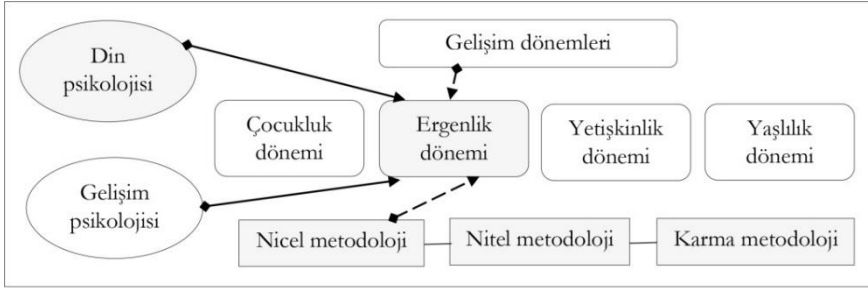 Din
psikolojisi
Gelişim dönemleri
Çocukluk
dönemi
Ergenlik
dönemi
Yetişkinlik
dönemi
Yaşlılık
dönemi
Gelişim
psikolojisi
Nicel metodoloji
Nitel metodoloji
Karma metodoloji